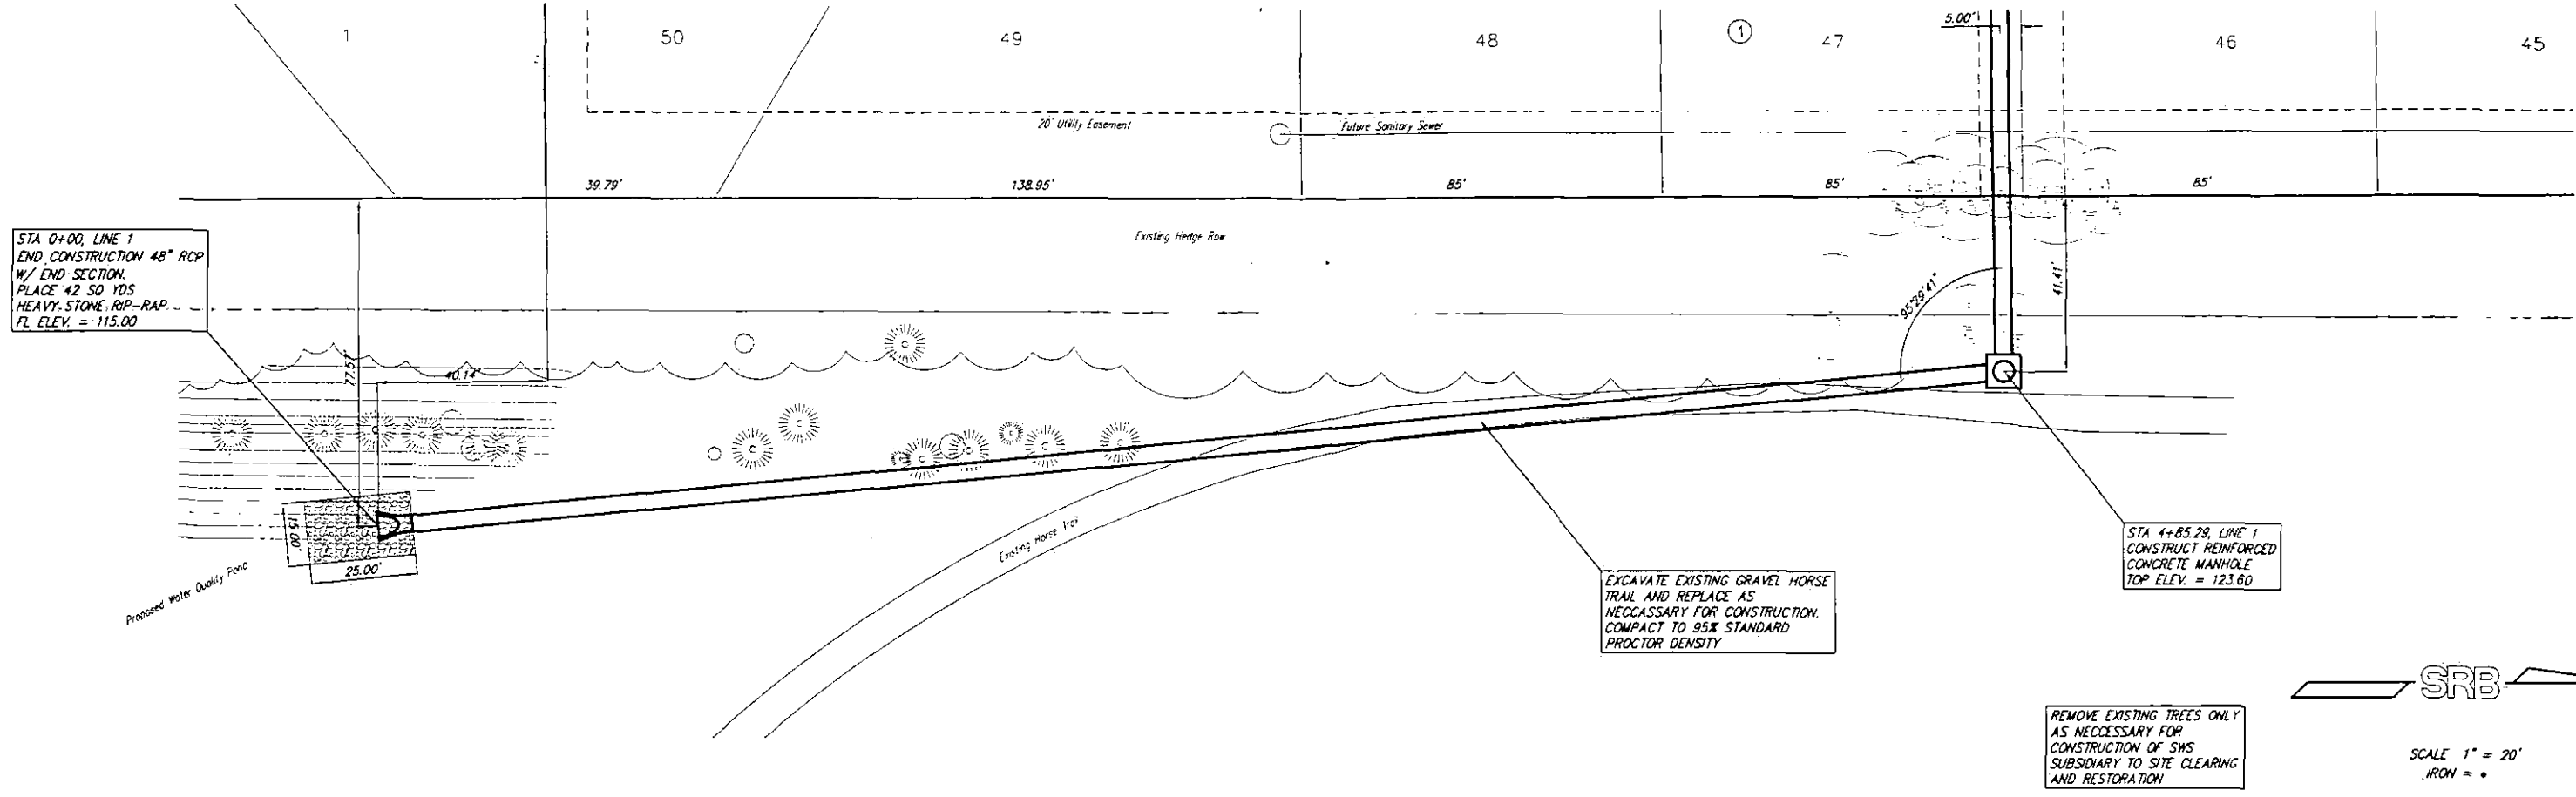 1
50
49
48
1
47
5.00'
46
45
20' Utility Easement
Future Sanitary Sewer
39.79'
138.95'
85'
85'
85'
STA 0+00, LINE 1
END CONSTRUCTION 48" RCP
W/ END SECTION.
PLACE 42 SQ YDS
HEAVY STONE RIP-RAP
FL ELEV. = 115.00
Existing Hedge Row
77.57'
40.14'
95°29'41"
41.41'
15.00'
25.00'
Proposed Water Quality Pond
Existing Horse Trail
EXCAVATE EXISTING GRAVEL HORSE
TRAIL AND REPLACE AS
NECCASSARY FOR CONSTRUCTION.
COMPACT TO 95% STANDARD
PROCTOR DENSITY
STA 4+85.29, LINE 1
CONSTRUCT REINFORCED
CONCRETE MANHOLE
TOP ELEV. = 123.60
SRB
REMOVE EXISTING TREES ONLY
AS NECCESSARY FOR
CONSTRUCTION OF SWS
SUBSIDIARY TO SITE CLEARING
AND RESTORATION
SCALE 1" = 20'
IRON = •